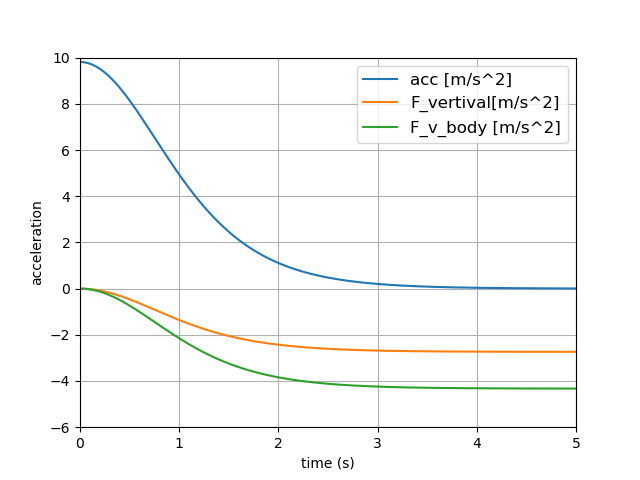 10
8
6
4
2
0
−2
−4
−6
acceleration
acc [m/s^2]
F_vertival[m/s^2]
F_v_body [m/s^2]
0 1 2 3 4 5
time (s)